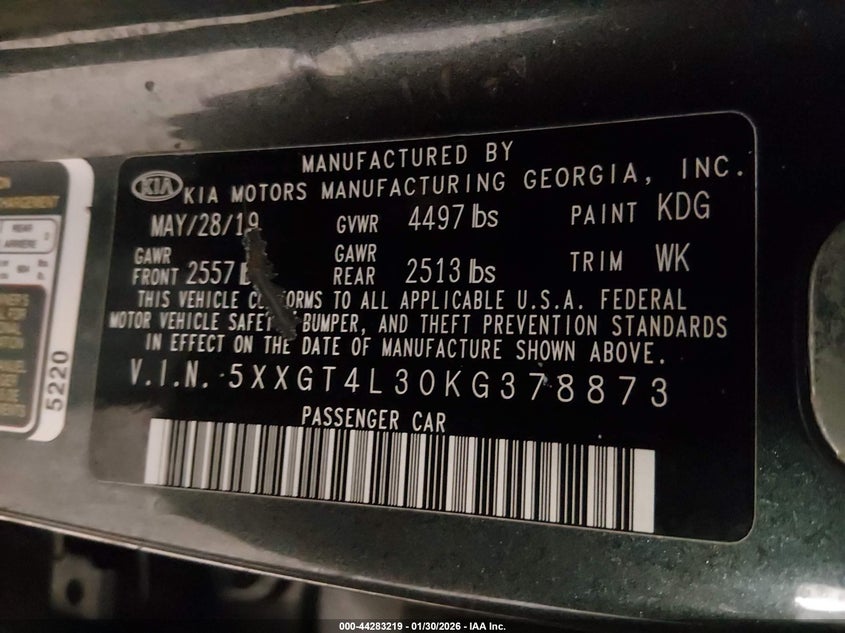 MANUFACTURED BY
KIA KIA MOTORS MANUFACTURING GEORGIA, INC.
MAY/28/19 GVWR 4497 lbs PAINT KDG
GAWR FRONT 2557 GAWR REAR 2513 lbs TRIM WK
THIS VEHICLE TO ALL APPLICABLE U.S.A. FEDERAL
MOTOR VEHICLE BUMPER, AND THEFT PREVENTION STANDARDS
IN EFFECT ON THE DATE OF MANUFACTURE SHOWN ABOVE.
V.I.N. 5XXGT4L30KG378873
PASSENGER CAR
REAR
ARRIERE
5220
000-44283219 - 01/30/2026 - IAA Inc.